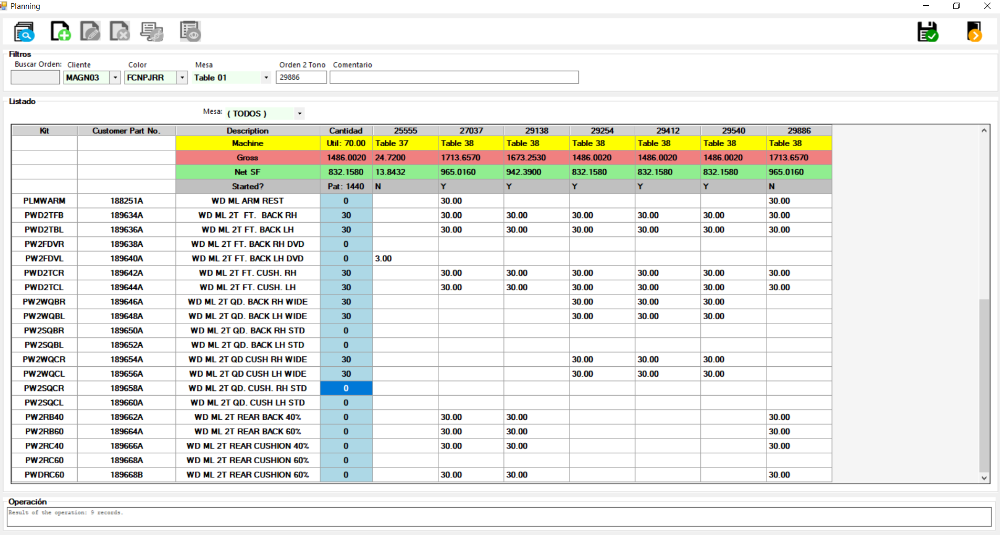 Planning
Filtros
Buscar Orden: Cliente Color Mesa Orden 2 Tono Comentario
MAGN03 FCNPJRR Table 01 29886
Listado
Mesa: ( TODOS )
Kit Customer Part No. Description Cantidad 25555 27037 29138 29254 29412 29540 29886
Machine Util: 70.00 Table 37 Table 38 Table 38 Table 38 Table 38 Table 38 Table 38
Gross 1486.0020 24.7200 1713.6570 1673.2530 1486.0020 1486.0020 1486.0020 1713.6570
Net SF 832.1580 13.8432 965.0160 942.3900 832.1580 832.1580 832.1580 965.0160
Started? Pat: 1440 N Y Y Y Y Y N
PLMWARM 188251A WD ML ARM REST 0 30.00 30.00
PWD2TFB 189634A WD ML 2T FT. BACK RH 30 30.00 30.00 30.00 30.00 30.00 30.00
PWD2TBL 189636A WD ML 2T FT. BACK LH 30 30.00 30.00 30.00 30.00 30.00 30.00
PW2FDVR 189638A WD ML 2T FT. BACK RH DVD 0
PW2FDVL 189640A WD ML 2T FT. BACK LH DVD 0 3.00
PWD2TCR 189642A WD ML 2T FT. CUSH. RH 30 30.00 30.00 30.00 30.00 30.00 30.00
PWD2TCL 189644A WD ML 2T FT. CUSH. LH 30 30.00 30.00 30.00 30.00 30.00 30.00
PW2WQBR 189646A WD ML 2T QD. BACK RH WIDE 30 30.00 30.00 30.00
PW2WQBL 189648A WD ML 2T QD. BACK LH WIDE 30 30.00 30.00 30.00
PW2SQBR 189650A WD ML 2T QD. BACK RH STD 0
PW2SQBL 189652A WD ML 2T QD. BACK LH STD 0
PW2WQCR 189654A WD ML 2T QD CUSH RH WIDE 30 30.00 30.00 30.00
PW2WQCL 189656A WD ML 2T QD CUSH LH WIDE 30 30.00 30.00 30.00
PW2SQCR 189658A WD ML 2T QD. CUSH. RH STD 0
PW2SQCL 189660A WD ML 2T QD. CUSH LH STD 0
PW2RB40 189662A WD ML 2T REAR BACK 40% 0 30.00 30.00 30.00
PW2RB60 189664A WD ML 2T REAR BACK 60% 0 30.00 30.00 30.00
PW2RC40 189666A WD ML 2T REAR CUSHION 40% 0 30.00 30.00 30.00
PW2RC60 189668A WD ML 2T REAR CUSHION 60% 0
PWDRC60 189668B WD ML 2T REAR CUSHION 60% 0 30.00 30.00 30.00
Operación
Result of the operation: 9 records.